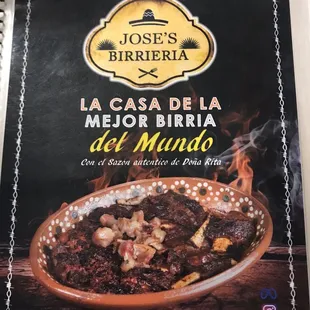 JOSE'S
BIRRIERIA
LA CASA DE LA
MEJOR BIRRIA
del Mundo
Con el Sazon autentico de Doña Rita